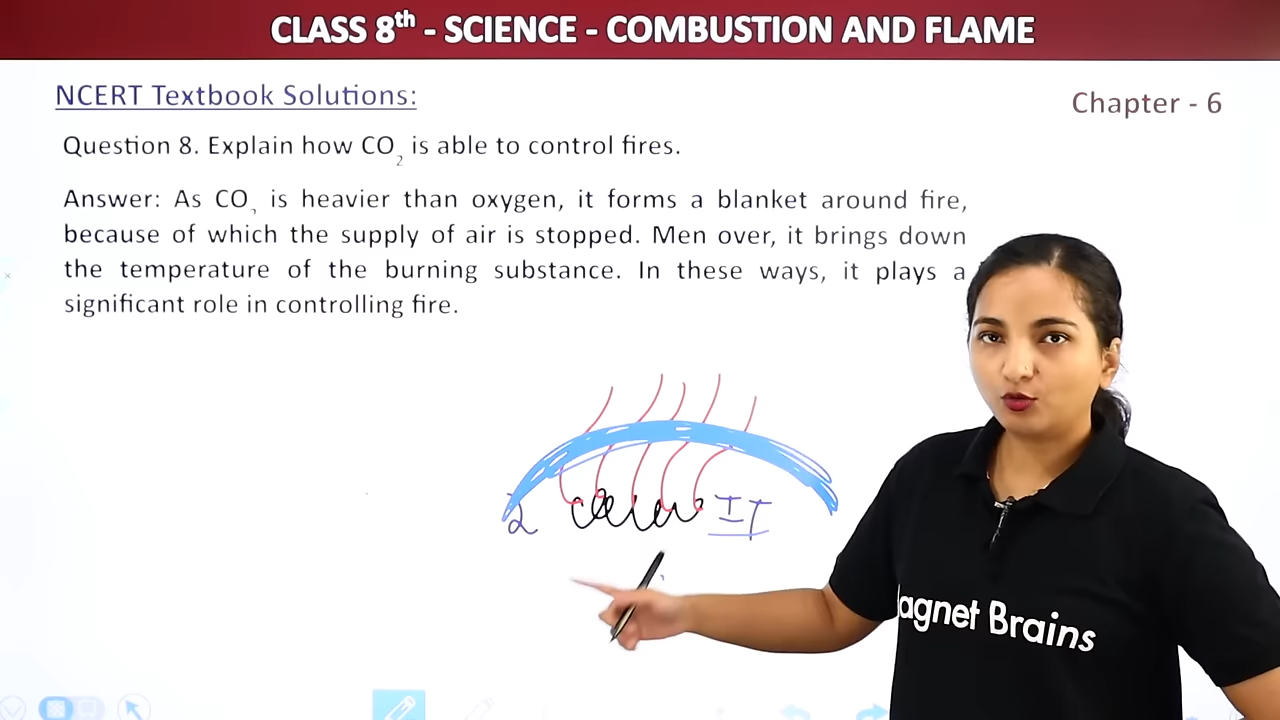 CLASS 8th - SCIENCE - COMBUSTION AND FLAME
NCERT Textbook Solutions:
Chapter - 6
Question 8. Explain how CO2 is able to control fires.
Answer: As CO2 is heavier than oxygen, it forms a blanket around fire,
because of which the supply of air is stopped. Men over, it brings down
the temperature of the burning substance. In these ways, it plays a
significant role in controlling fire.
II
agnet Brains